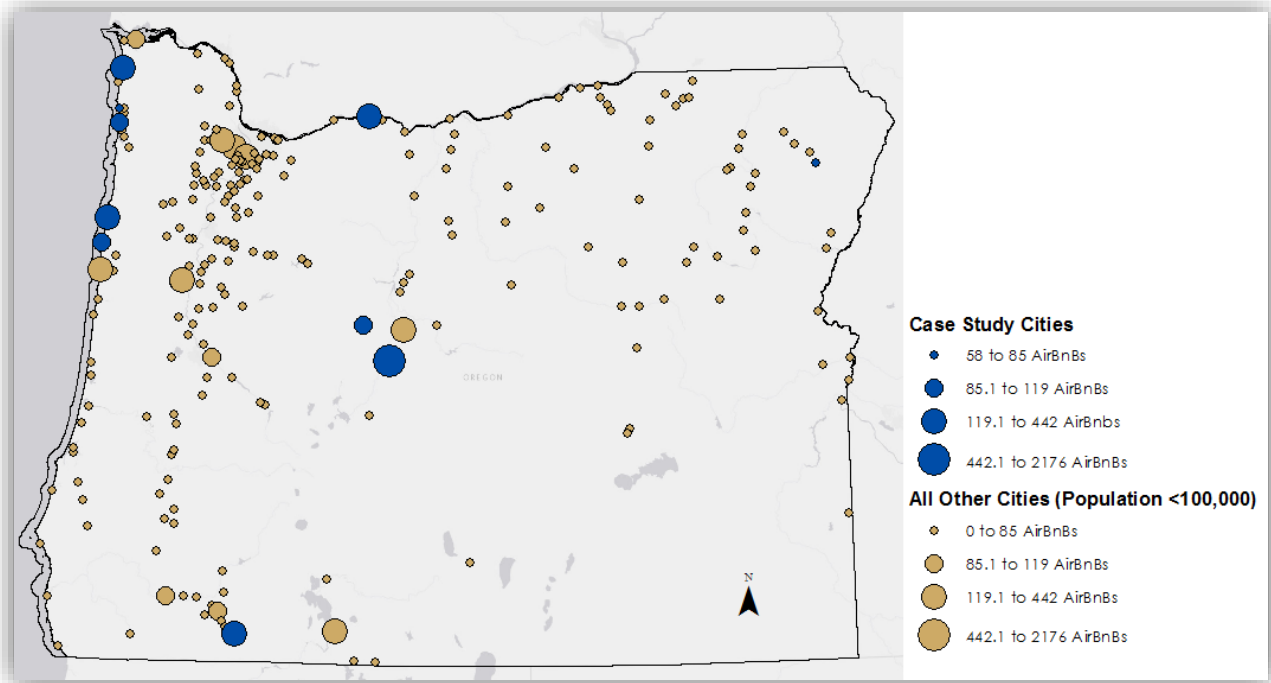 OREGON
N
Case Study Cities
58 to 85 AirBnBs
85.1 to 119 AirBnBs
119.1 to 442 AirBnbs
442.1 to 2176 AirBnBs
All Other Cities (Population <100,000)
0 to 85 AirBnBs
85.1 to 119 AirBnBs
119.1 to 442 AirBnBs
442.1 to 2176 AirBnBs